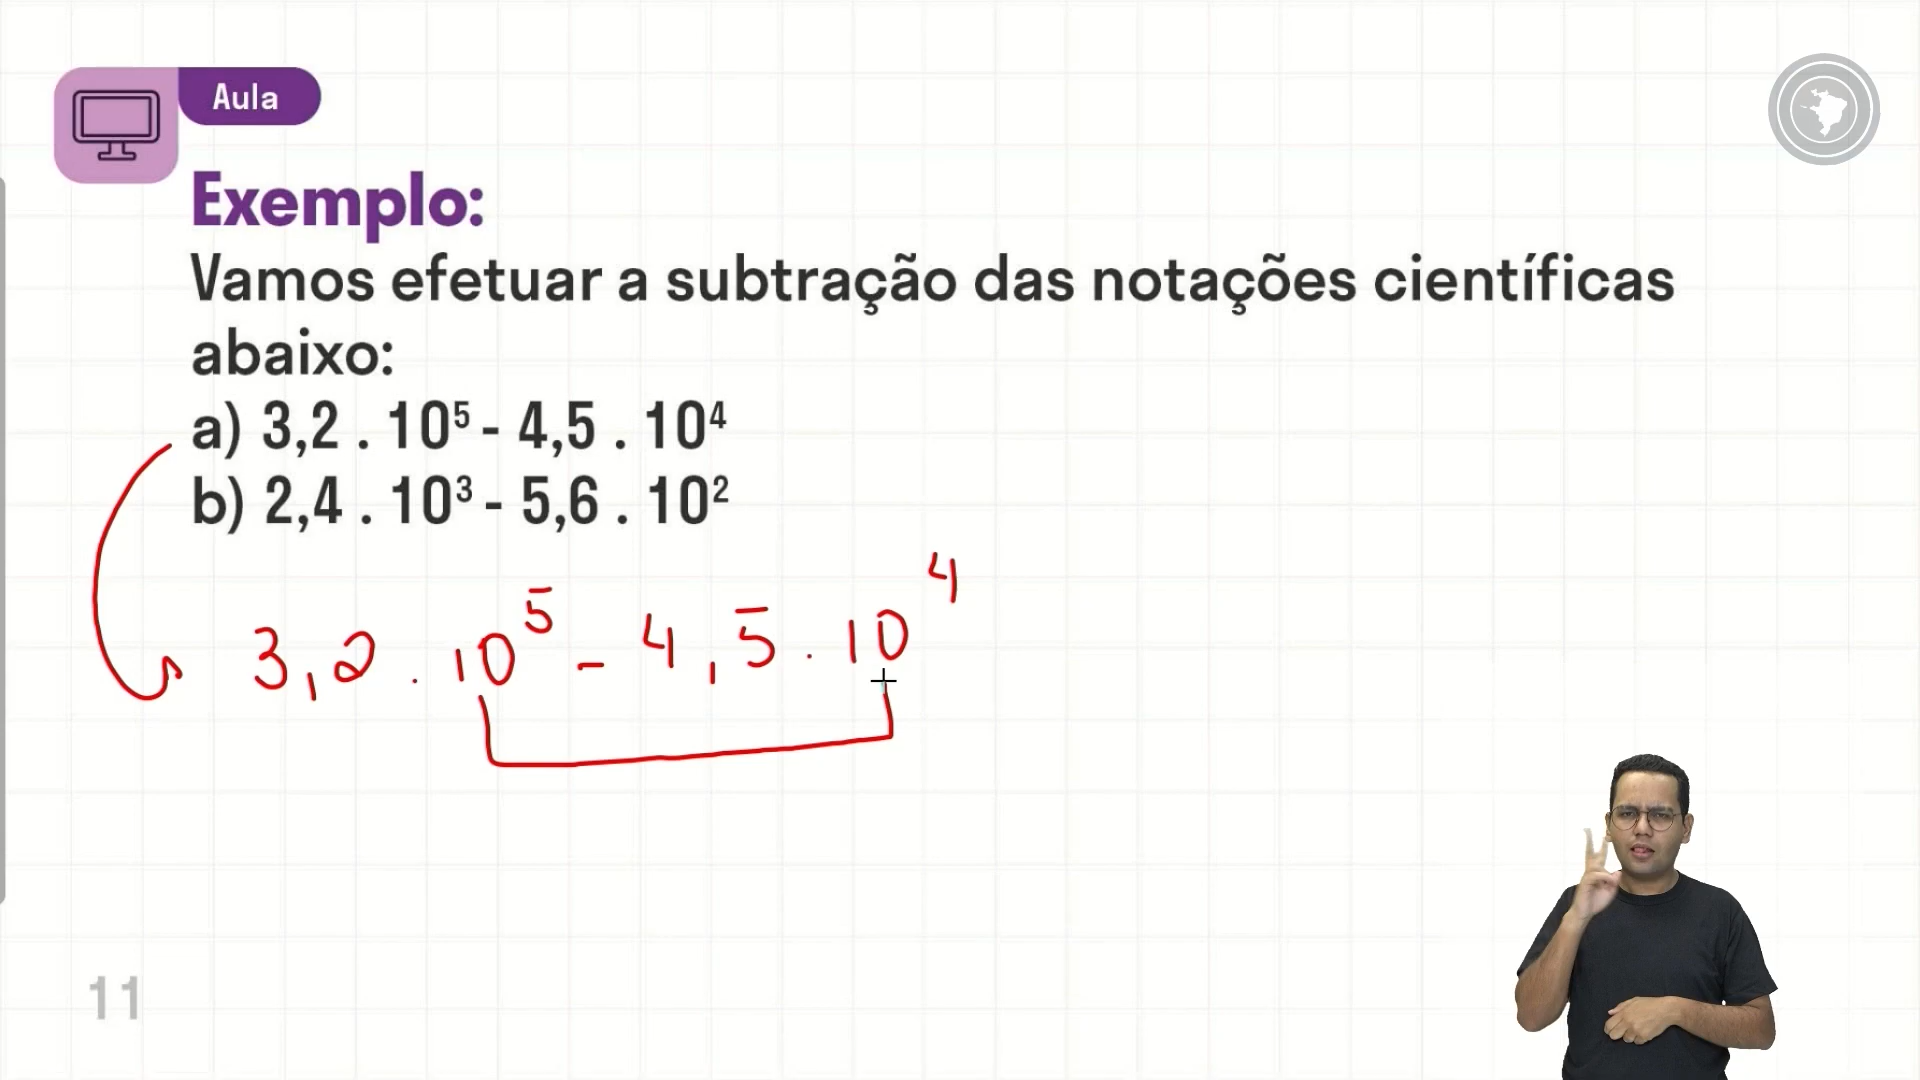 Aula
Exemplo:
Vamos efetuar a subtração das notações científicas
abaixo:
a) 3,2 . 10⁵ - 4,5 . 10⁴
b) 2,4 . 10³ - 5,6 . 10²
3,2 . 10⁵ - 4,5 . 10⁴
11